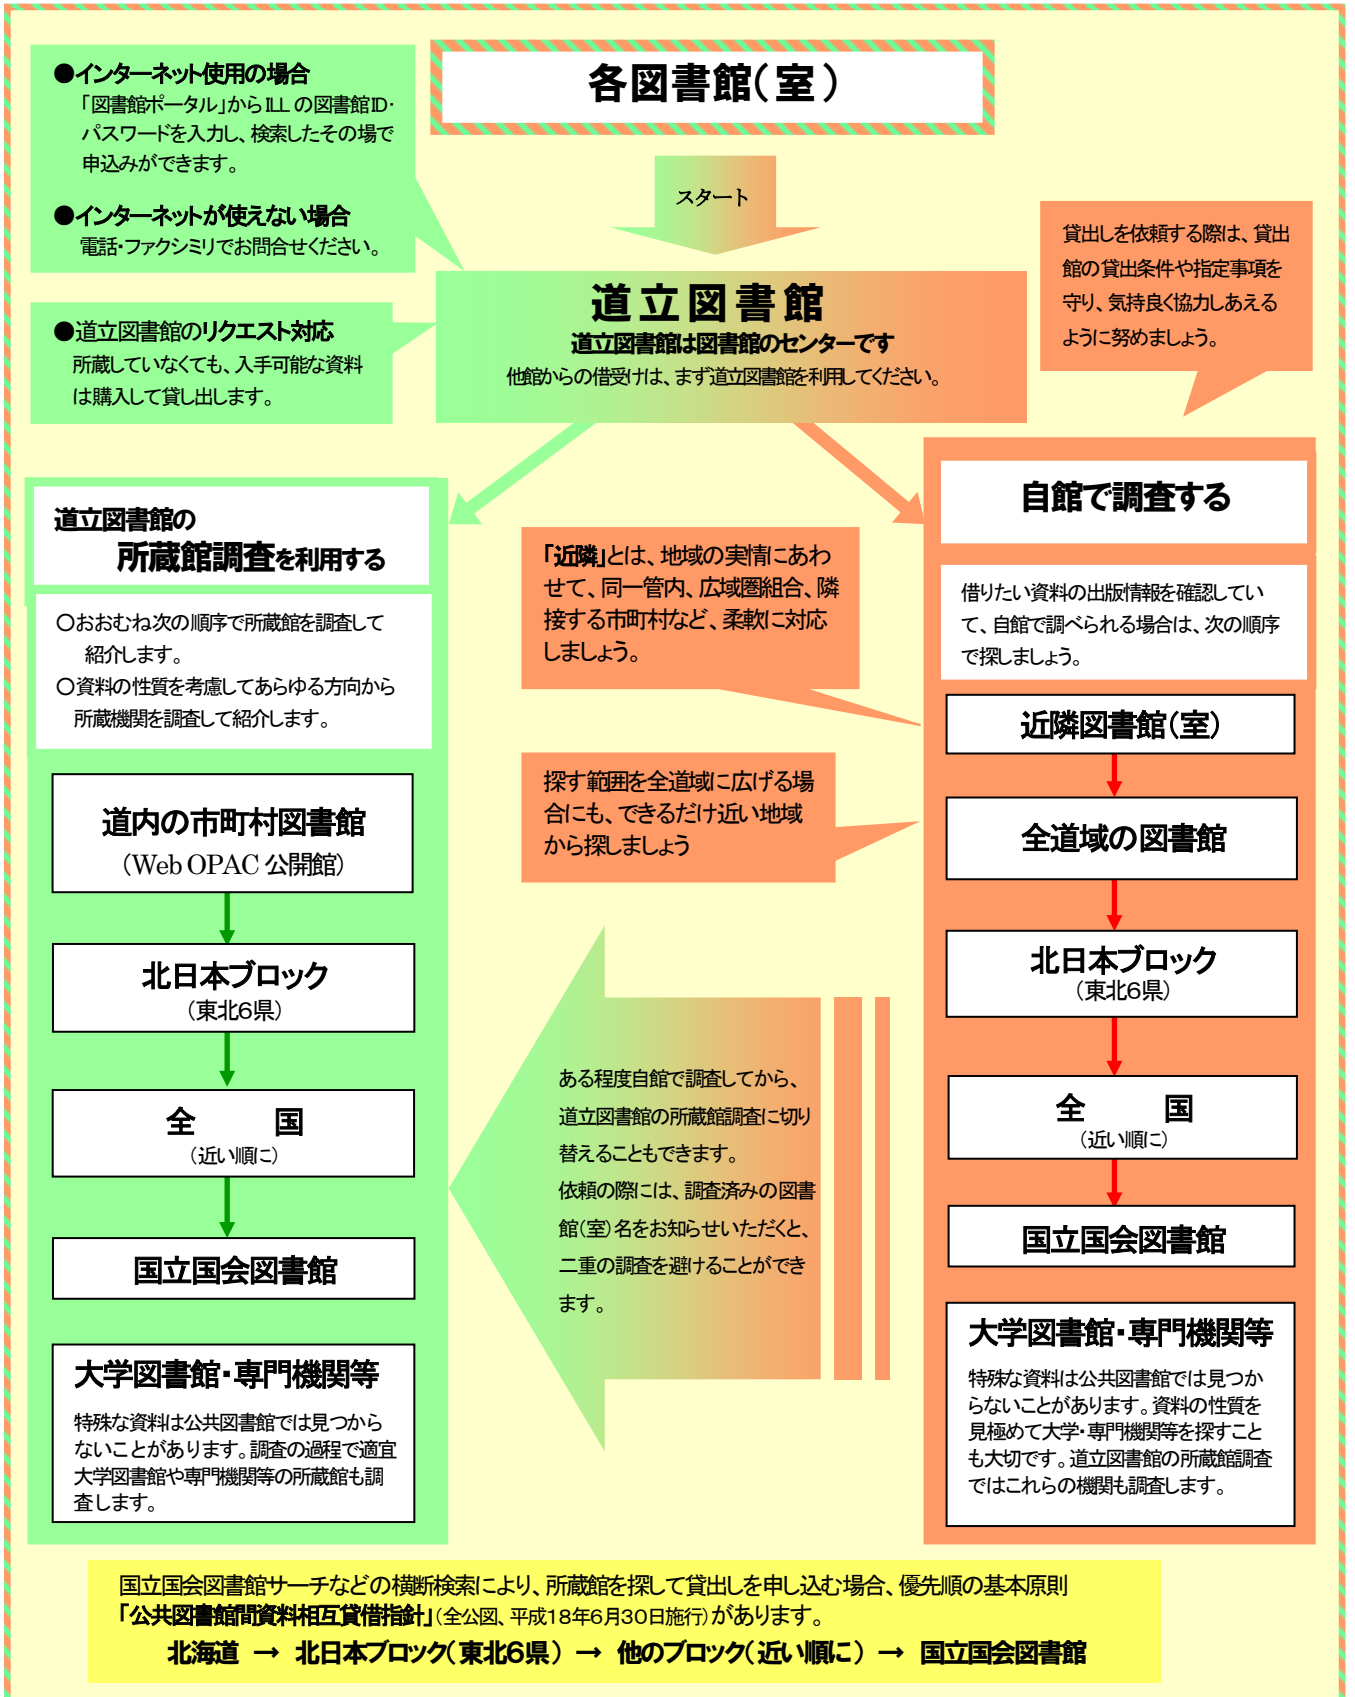 各図書館（室）
●インターネット使用の場合
「図書館ポータル」からILLの図書館ID・
パスワードを入力し、検索したその場で
申込みができます。
●インターネットが使えない場合
電話・ファクシミリでお問合せください。
スタート
貸出しを依頼する際は、貸出
館の貸出条件や指定事項を
守り、気持良く協力しあえる
ように努めましょう。
道立図書館
道立図書館は図書館のセンターです
他館からの借受けは、まず道立図書館を利用してください。
●道立図書館のリクエスト対応
所蔵していなくても、入手可能な資料
は購入して貸し出します。
道立図書館の
所蔵館調査を利用する
○おおむね次の順序で所蔵館を調査して
紹介します。
○資料の性質を考慮してあらゆる方向から
所蔵機関を調査して紹介します。
道内の市町村図書館
（Web OPAC 公開館）
北日本ブロック
（東北6県）
全　国
（近い順に）
国立国会図書館
大学図書館・専門機関等
特殊な資料は公共図書館では見つから
ないことがあります。調査の過程で適宜
大学図書館や専門機関等の所蔵館も調
査します。
「近隣」とは、地域の実情にあわ
せて、同一管内、広域圏組合、隣
接する市町村など、柔軟に対応
しましょう。
探す範囲を全道域に広げる場
合にも、できるだけ近い地域
から探しましょう
ある程度自館で調査してから、
道立図書館の所蔵館調査に切り
替えることもできます。
依頼の際には、調査済みの図書
館（室）名をお知らせいただくと、
二重の調査を避けることができ
ます。
自館で調査する
借りたい資料の出版情報を確認してい
て、自館で調べられる場合は、次の順序
で探しましょう。
近隣図書館（室）
全道域の図書館
北日本ブロック
（東北6県）
全　国
（近い順に）
国立国会図書館
大学図書館・専門機関等
特殊な資料は公共図書館では見つか
らないことがあります。資料の性質を
見極めて大学・専門機関等を探すこと
も大切です。道立図書館の所蔵館調査
ではこれらの機関も調査します。
国立国会図書館サーチなどの横断検索により、所蔵館を探して貸出しを申し込む場合、優先順の基本原則
「公共図書館間資料相互貸借指針」（全公図、平成18年6月30日施行）があります。
北海道 → 北日本ブロック（東北6県） → 他のブロック（近い順に） → 国立国会図書館